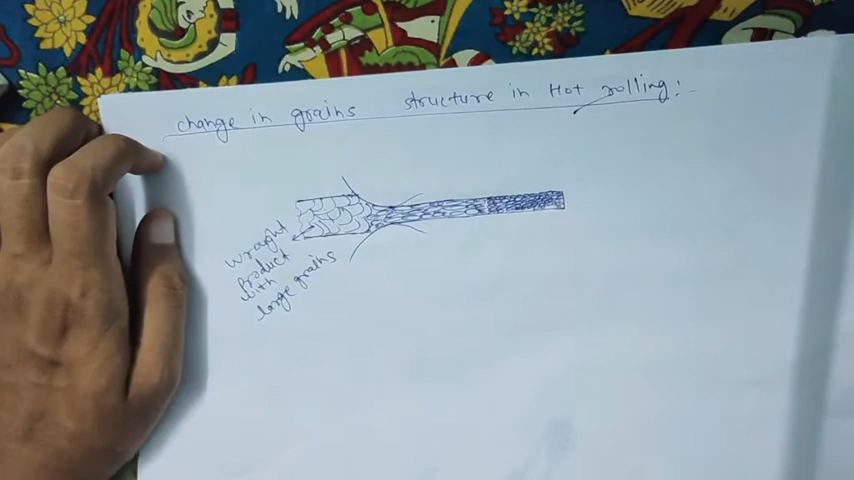 change in grains structure in Hot rolling :-
wrought
product
with
large grains